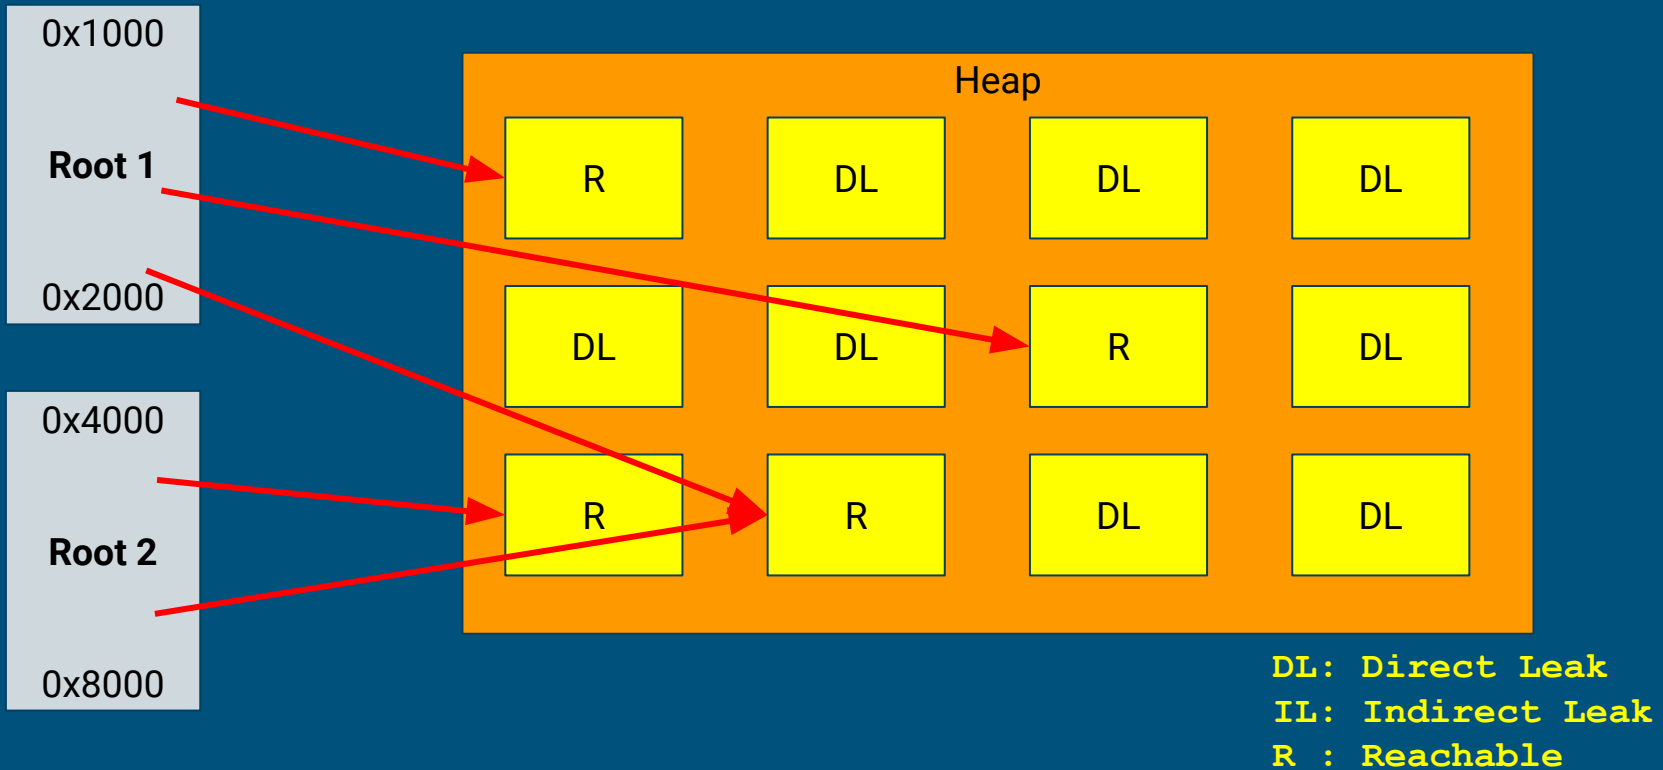 0x1000
Root 1
0x2000
0x4000
Root 2
0x8000
Heap
R DL DL DL
DL DL R DL
R R DL DL
DL: Direct Leak
IL: Indirect Leak
R : Reachable